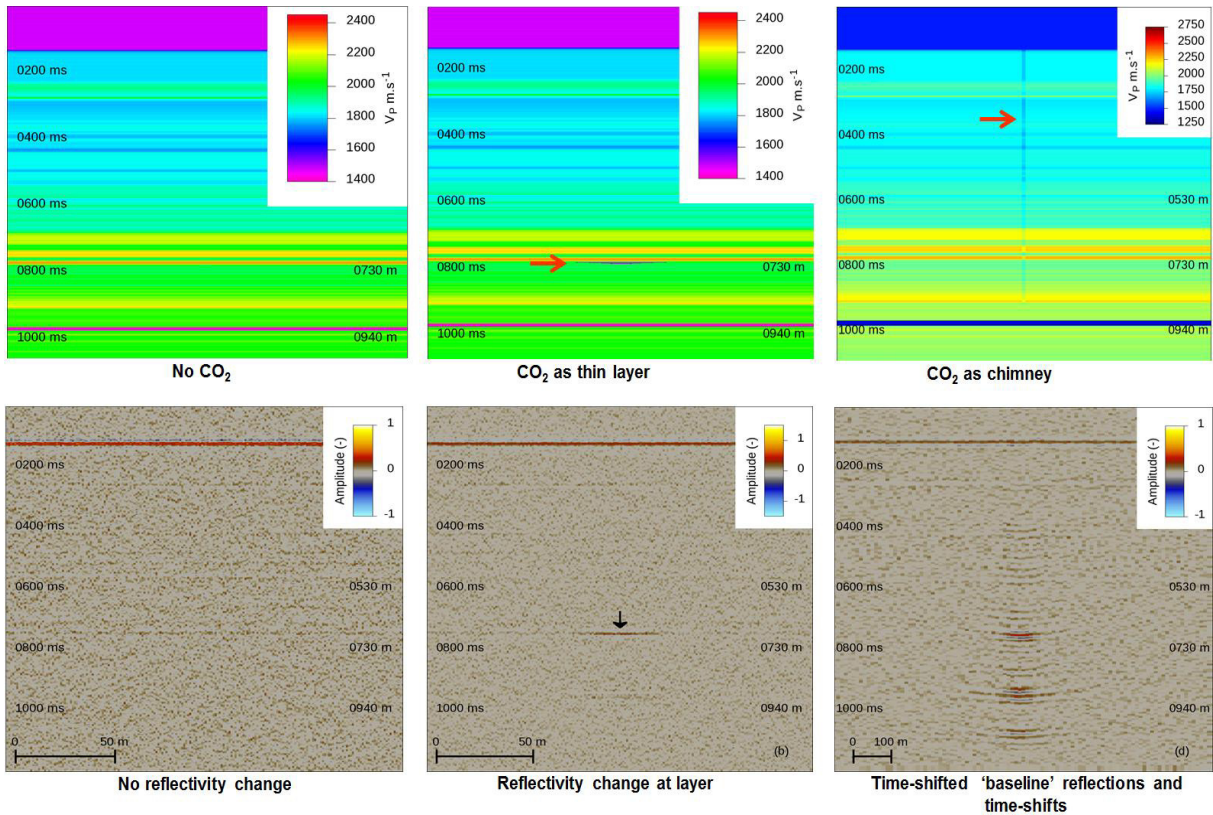 2400
2200
2000
1800
1600
1400
V_P m.s⁻¹
0200 ms
0400 ms
0600 ms
0800 ms
0730 m
1000 ms
0940 m
No CO₂
2400
2200
2000
1800
1600
1400
V_P m.s⁻¹
0200 ms
0400 ms
0600 ms
0800 ms
0730 m
1000 ms
0940 m
CO₂ as thin layer
2750
2500
2250
2000
1750
1500
1250
V_P m.s⁻¹
0200 ms
0400 ms
0600 ms
0530 m
0800 ms
0730 m
1000 ms
0940 m
CO₂ as chimney
1
0
-1
Amplitude (-)
0200 ms
0400 ms
0600 ms
0530 m
0800 ms
0730 m
1000 ms
0940 m
0
50 m
No reflectivity change
1
0
-1
Amplitude (-)
0200 ms
0400 ms
0600 ms
0530 m
0800 ms
0730 m
1000 ms
0940 m
0
50 m
(b)
Reflectivity change at layer
1
0
-1
Amplitude (-)
0200 ms
0400 ms
0600 ms
0530 m
0800 ms
0730 m
1000 ms
0940 m
0
100 m
(d)
Time-shifted ‘baseline’ reflections and
time-shifts